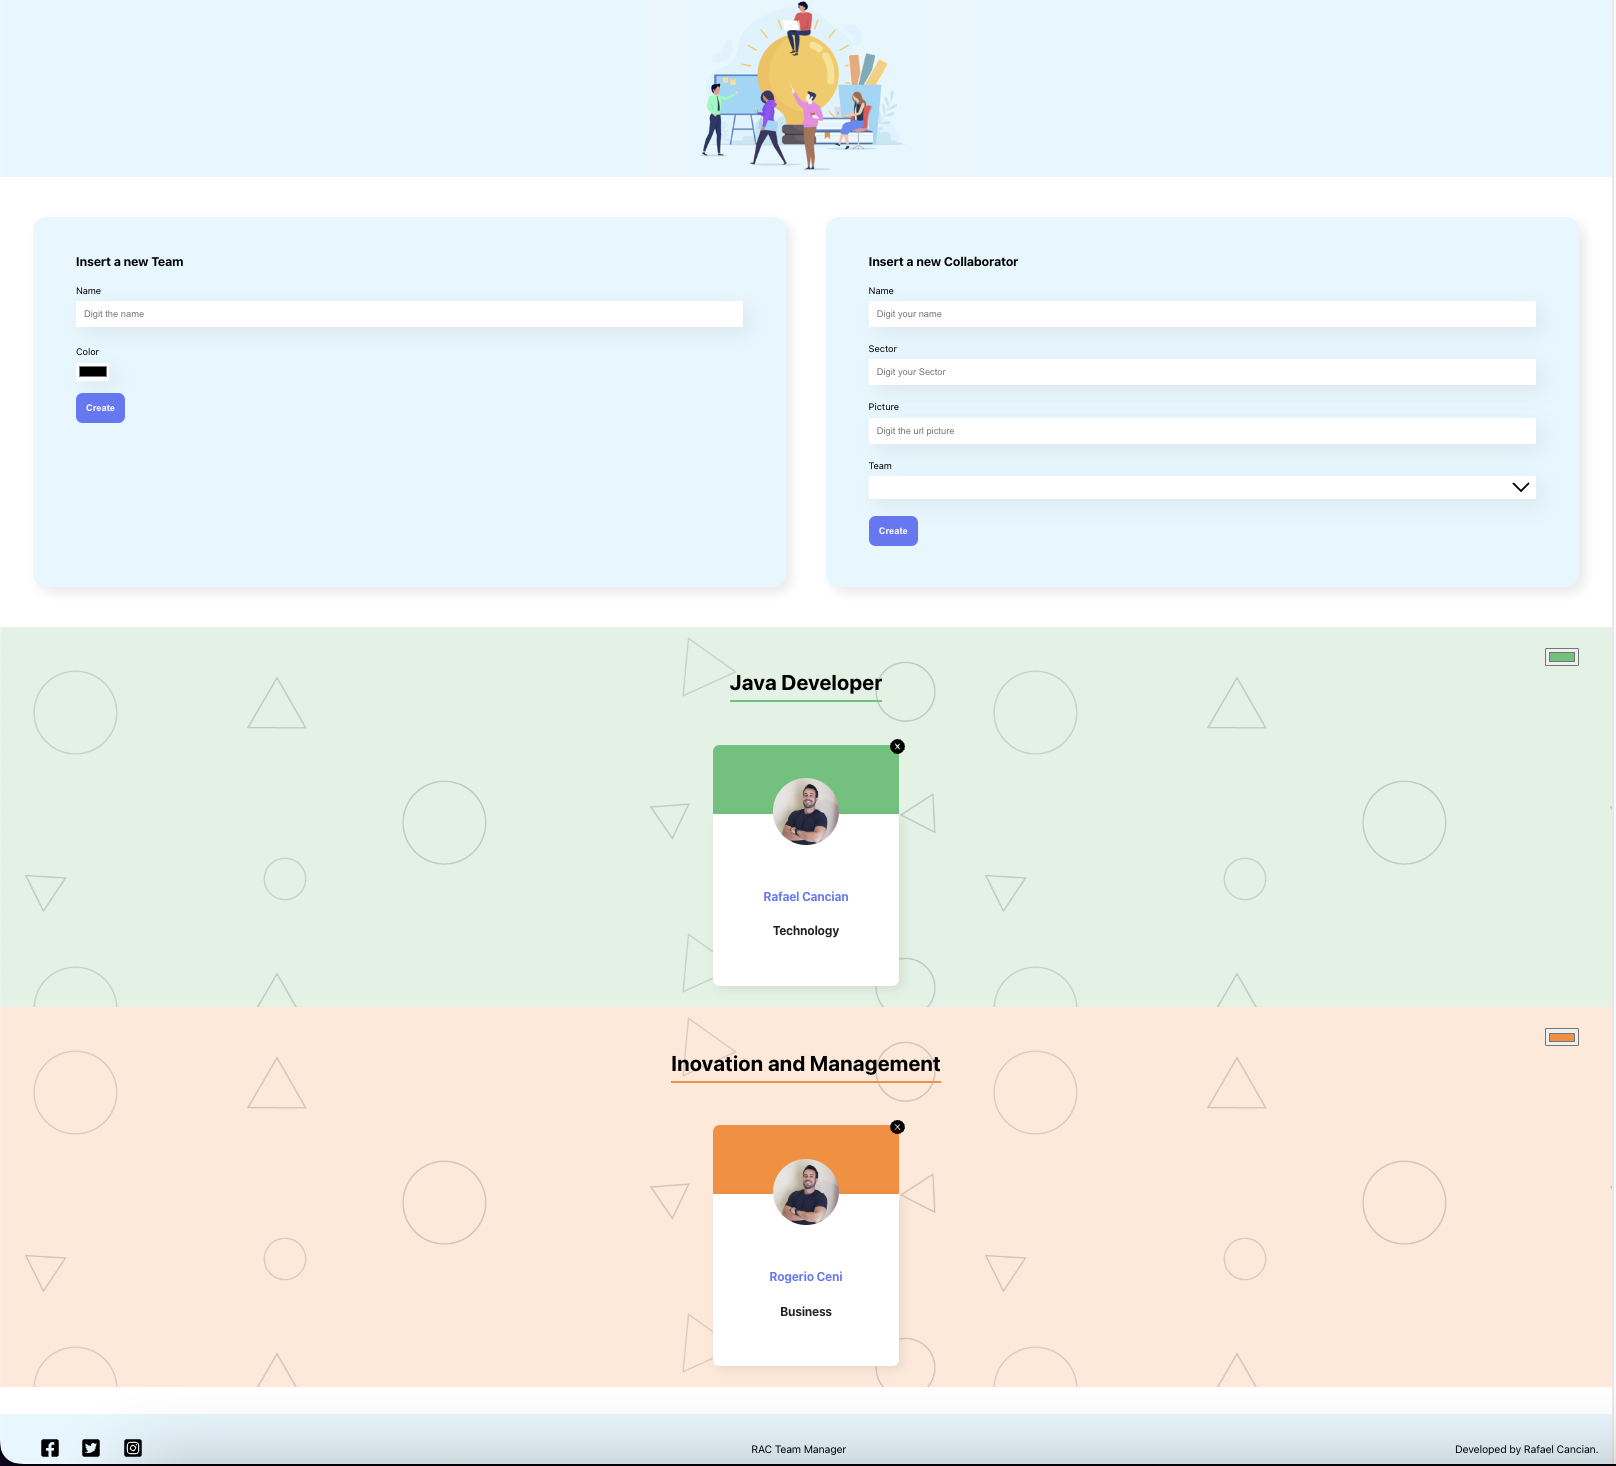 Insert a new Team
Name
Digit the name
Color
Create
Insert a new Collaborator
Name
Digit your name
Sector
Digit your Sector
Picture
Digit the url picture
Team
Create
Java Developer
Rafael Cancian
Technology
Inovation and Management
Rogerio Ceni
Business
RAC Team Manager
Developed by Rafael Cancian.